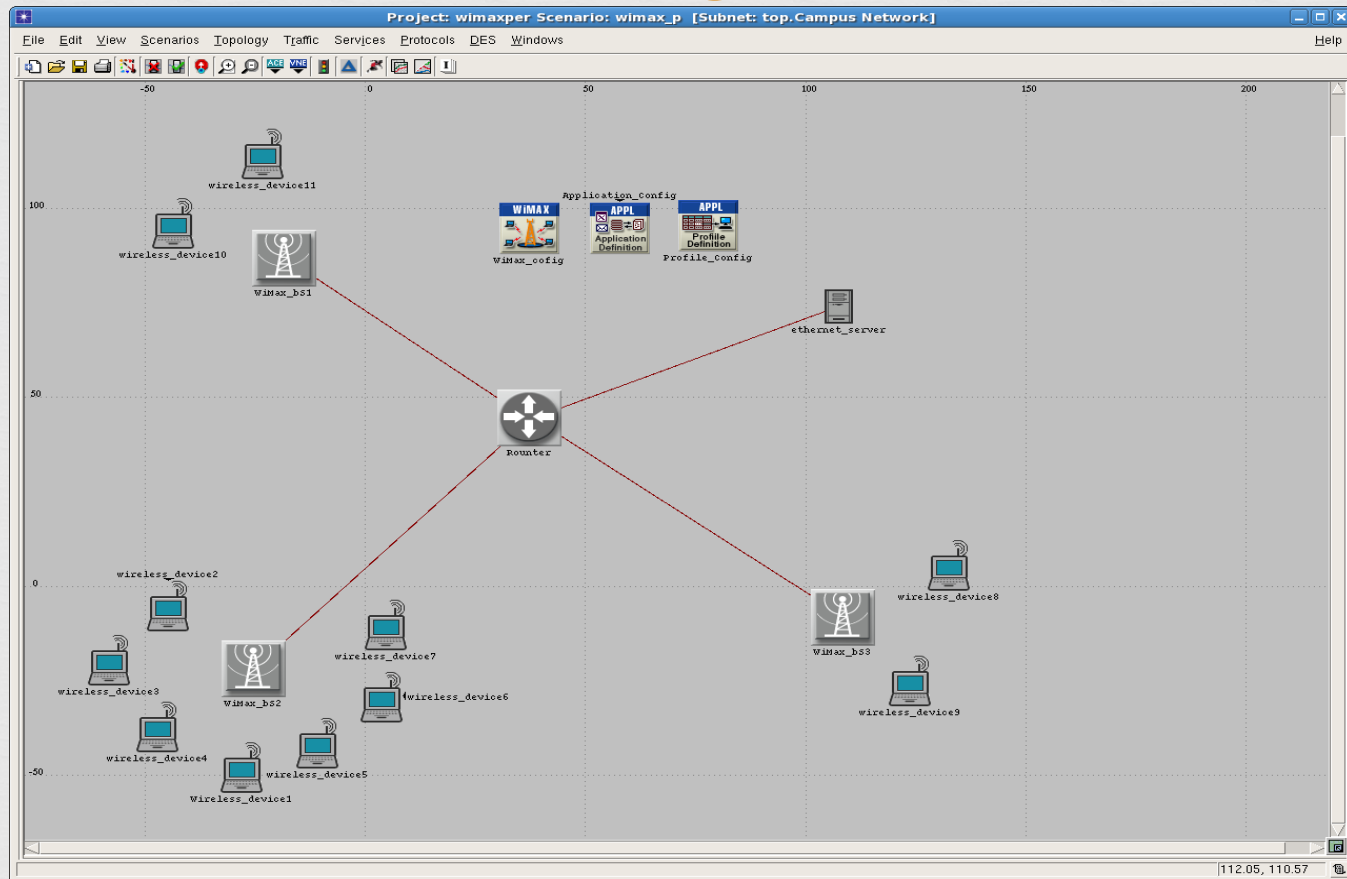 Project: wimaxper Scenario: wimax_p [Subnet: top.Campus Network]
File Edit View Scenarios Topology Traffic Services Protocols DES Windows Help
ACE VNE
-50 0 50 100 150 200
wireless_device11
100
wireless_device10
WiMax_bS1
WiMAX
WiMax_cofig
Application_Config
APPL
Application
Definition
APPL
Profile
Definition
Profile_Config
ethernet_server
50
Rounter
0
wireless_device2
wireless_device8
wireless_device7
WiMax_bS3
wireless_device3
WiMax_bS2
wireless_device6
wireless_device9
wireless_device4
wireless_device5
-50
Wireless_device1
112.05, 110.57